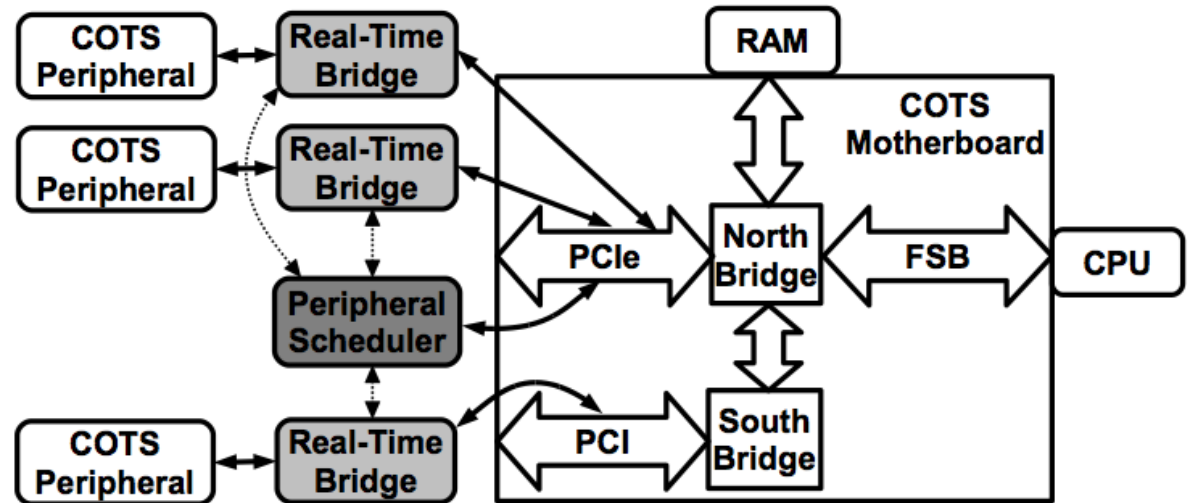 COTS
Peripheral
Real-Time
Bridge
RAM
COTS
Motherboard
COTS
Peripheral
Real-Time
Bridge
PCIe
North
Bridge
FSB
CPU
Peripheral
Scheduler
COTS
Peripheral
Real-Time
Bridge
PCI
South
Bridge